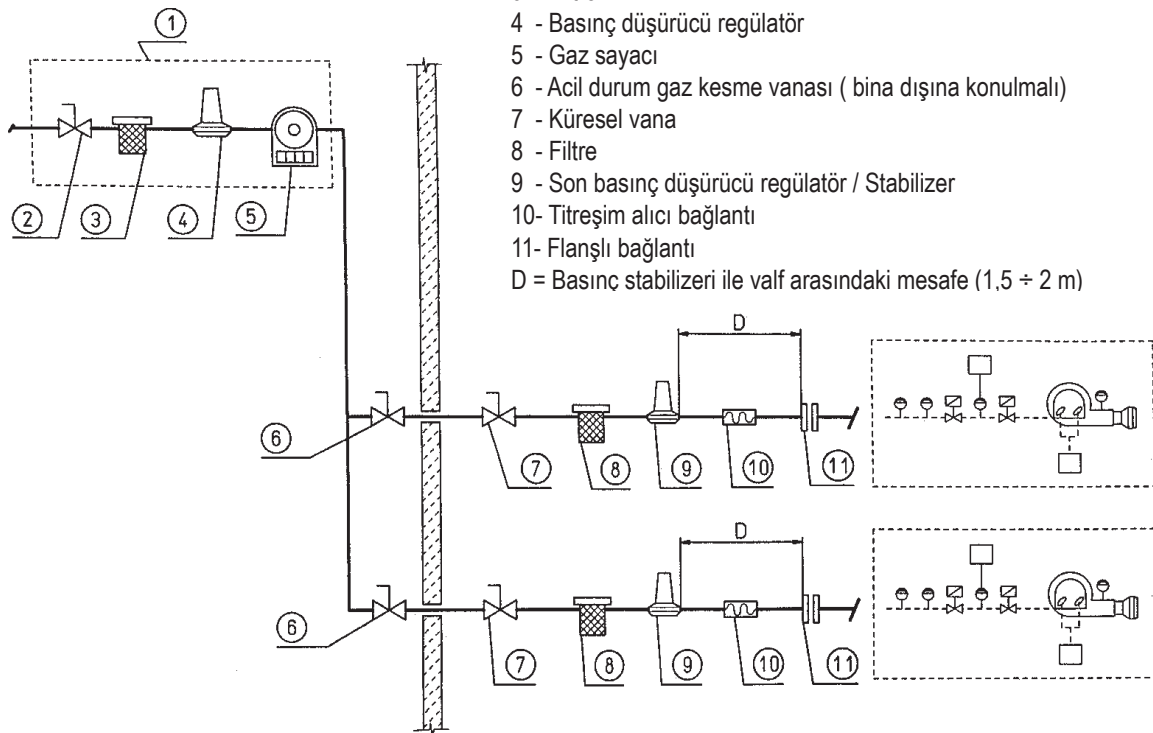 4 - Basınç düşürücü regülatör
5 - Gaz sayacı
6 - Acil durum gaz kesme vanası ( bina dışına konulmalı)
7 - Küresel vana
8 - Filtre
9 - Son basınç düşürücü regülatör / Stabilizer
10- Titreşim alıcı bağlantı
11- Flanşlı bağlantı
D = Basınç stabilizeri ile valf arasındaki mesafe (1,5 ÷ 2 m)
1
2 3 4 5
D
6 7 8 9 10 11
D
6 7 8 9 10 11